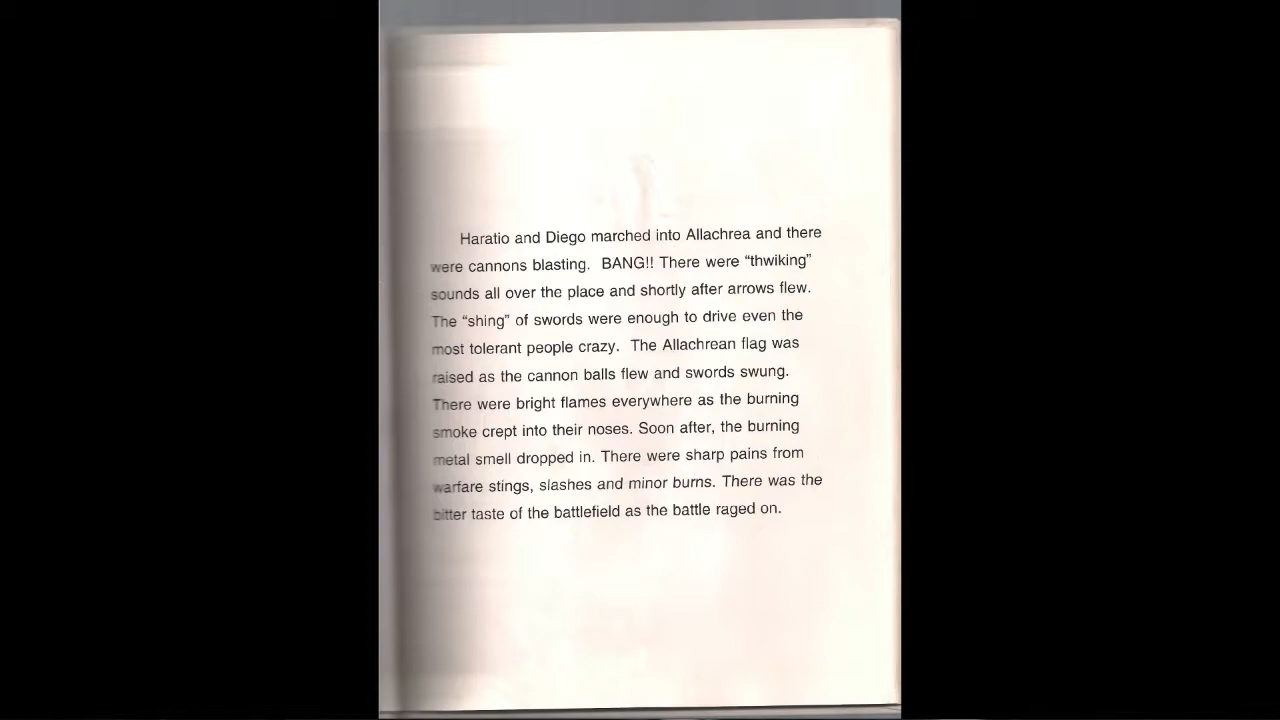 Haratio and Diego marched into Allachrea and there
were cannons blasting.  BANG!! There were “thwiking”
sounds all over the place and shortly after arrows flew.
The “shing” of swords were enough to drive even the
most tolerant people crazy.  The Allachrean flag was
raised as the cannon balls flew and swords swung.
There were bright flames everywhere as the burning
smoke crept into their noses. Soon after, the burning
metal smell dropped in. There were sharp pains from
warfare stings, slashes and minor burns. There was the
bitter taste of the battlefield as the battle raged on.